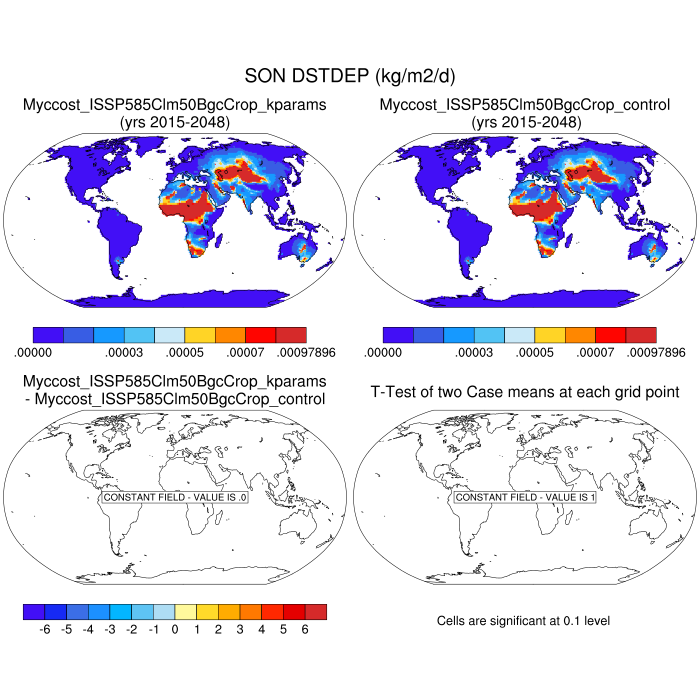 SON DSTDEP (kg/m2/d)
Myccost_ISSP585Clm50BgcCrop_kparams
(yrs 2015-2048)
Myccost_ISSP585Clm50BgcCrop_control
(yrs 2015-2048)
.00000 .00003 .00005 .00007 .00097896
.00000 .00003 .00005 .00007 .00097896
Myccost_ISSP585Clm50BgcCrop_kparams
- Myccost_ISSP585Clm50BgcCrop_control
T-Test of two Case means at each grid point
CONSTANT FIELD - VALUE IS .0
CONSTANT FIELD - VALUE IS 1
-6 -5 -4 -3 -2 -1 0 1 2 3 4 5 6
Cells are significant at 0.1 level